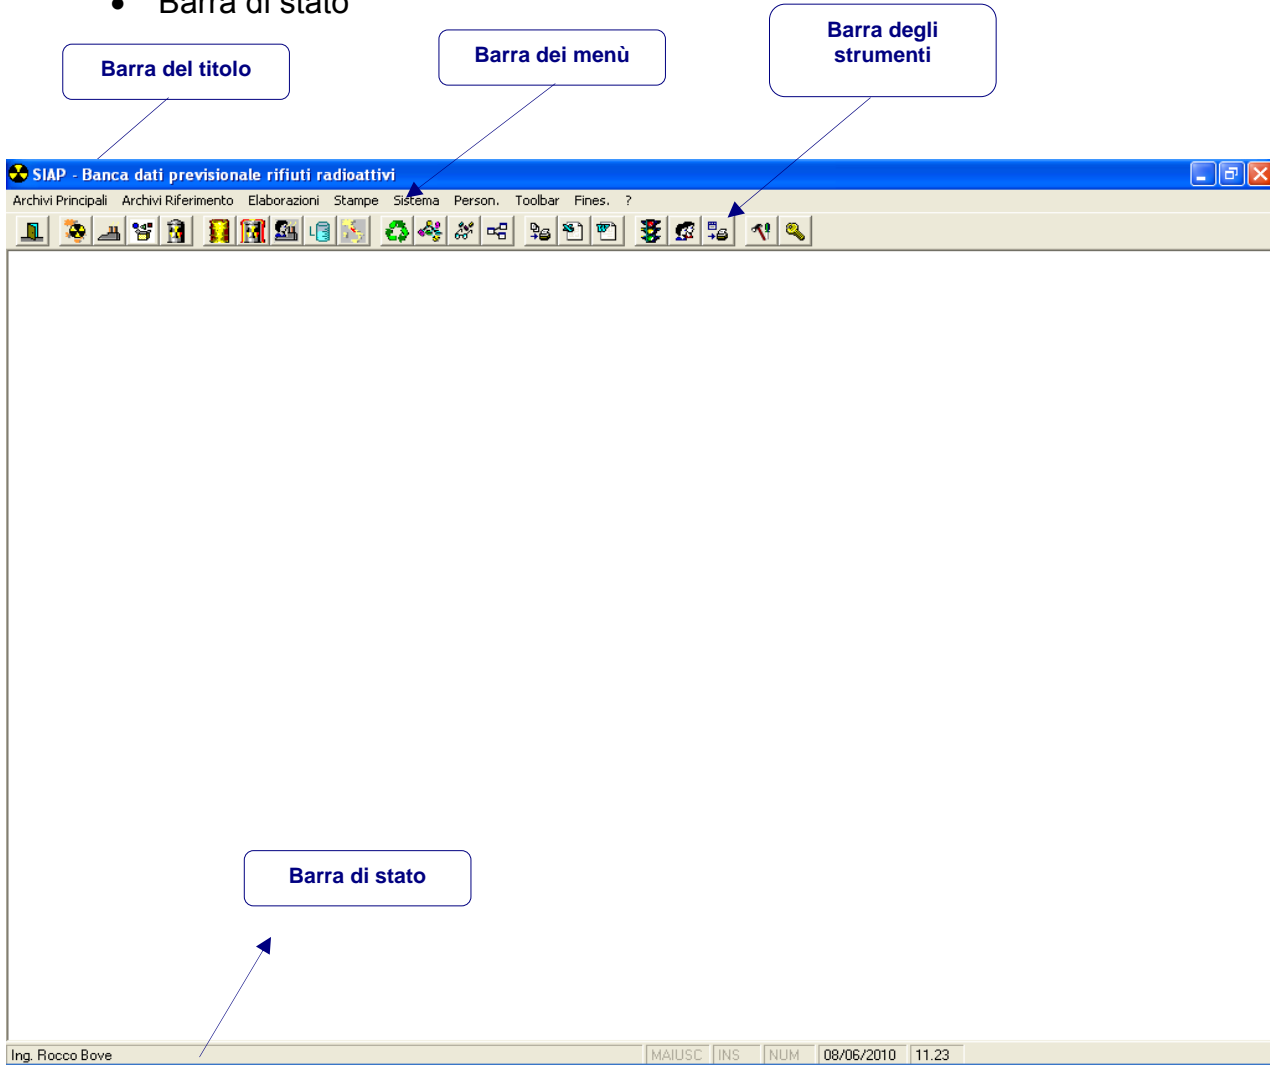 • Barra di stato
Barra del titolo
Barra dei menù
Barra degli
strumenti
SIAP - Banca dati previsionale rifiuti radioattivi
Archivi Principali Archivi Riferimento Elaborazioni Stampe Sistema Person. Toolbar Fines. ?
Barra di stato
Ing. Rocco Bove MAIUSC INS NUM 08/06/2010 11.23